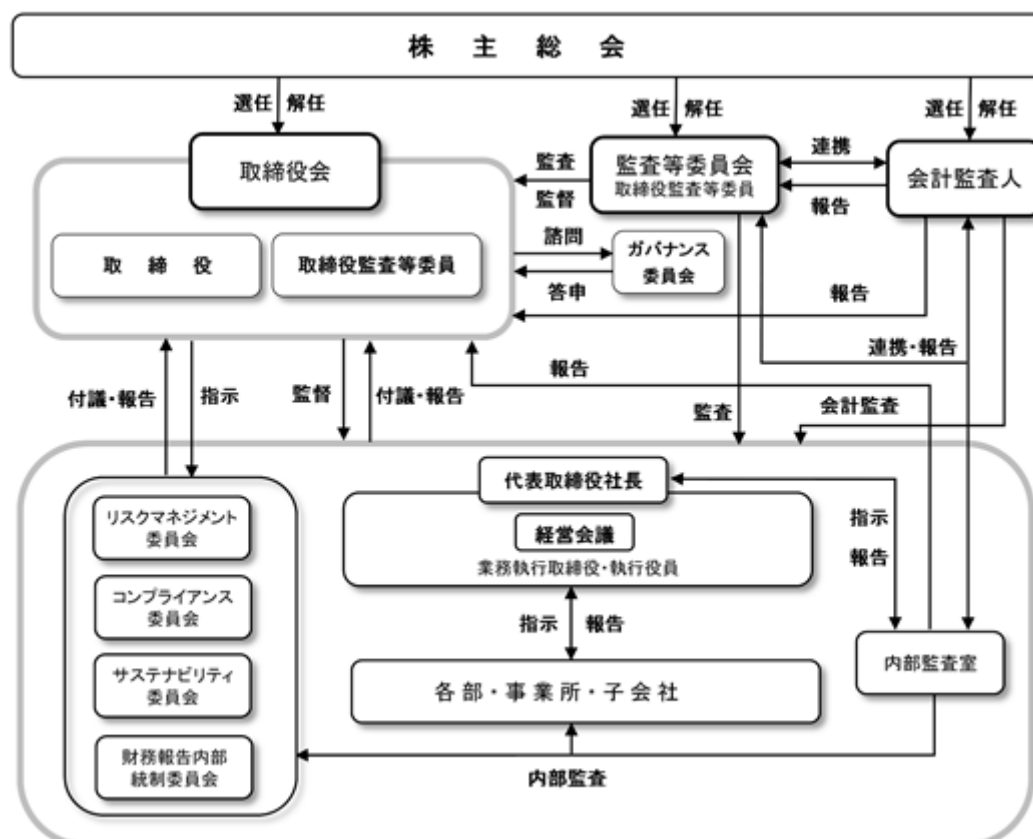 株主総会
選任 解任
選任 解任
選任 解任
取締役会
監査等委員会
取締役監査等委員
会計監査人
監査
監督
連携
報告
取締役
取締役監査等委員
諮問
答申
ガバナンス
委員会
報告
連携・報告
付議・報告
指示
監督
付議・報告
報告
監査
会計監査
代表取締役社長
経営会議
業務執行取締役・執行役員
指示
報告
リスクマネジメント
委員会
コンプライアンス
委員会
サステナビリティ
委員会
財務報告内部
統制委員会
指示 報告
各部・事業所・子会社
内部監査室
内部監査